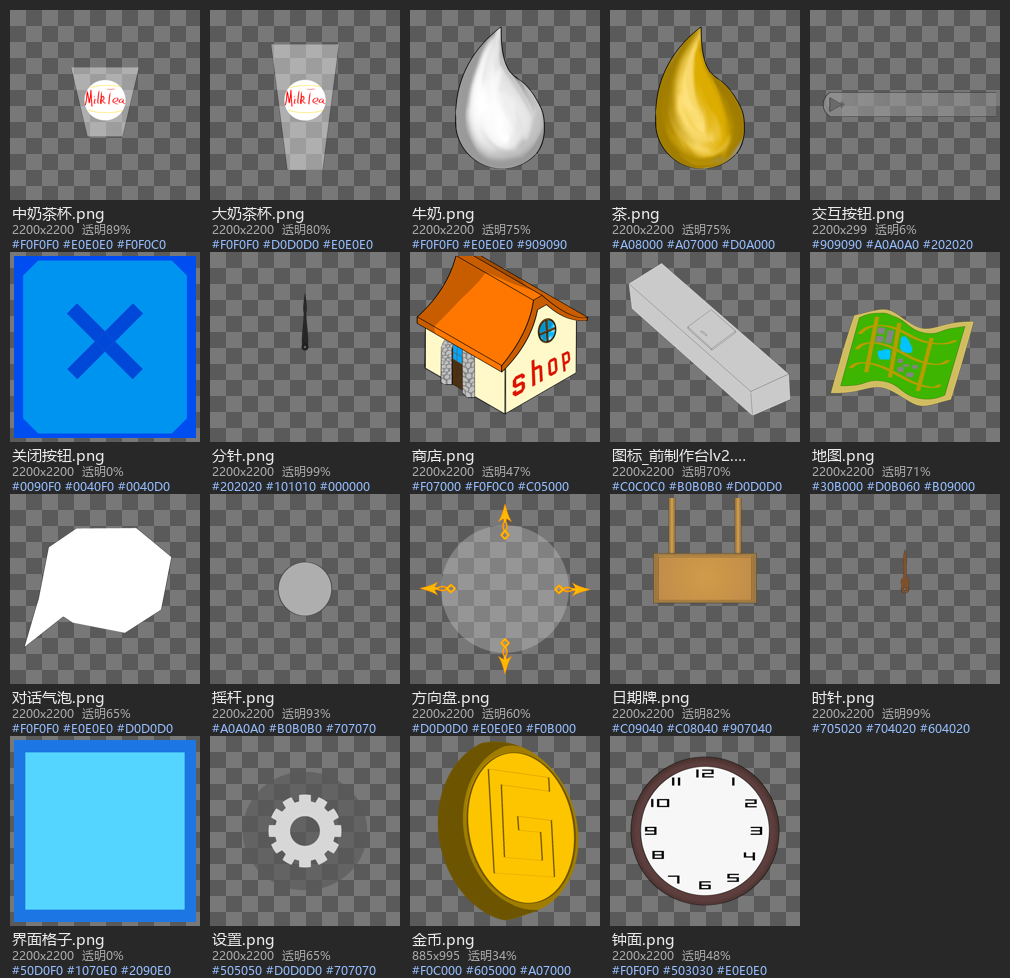 Milk Tea
Milk Tea
中奶茶杯.png
2200x2200 透明89%
#F0F0F0 #E0E0E0 #F0F0C0
大奶茶杯.png
2200x2200 透明80%
#F0F0F0 #D0D0D0 #E0E0E0
牛奶.png
2200x2200 透明75%
#F0F0F0 #E0E0E0 #909090
茶.png
2200x2200 透明75%
#A08000 #A07000 #D0A000
交互按钮.png
2200x299 透明6%
#909090 #A0A0A0 #202020
shop
关闭按钮.png
2200x2200 透明0%
#0090F0 #0040F0 #0040D0
分针.png
2200x2200 透明99%
#202020 #101010 #000000
商店.png
2200x2200 透明47%
#F07000 #F0F0C0 #C05000
图标_前制作台lv2....
2200x2200 透明70%
#C0C0C0 #B0B0B0 #D0D0D0
地图.png
2200x2200 透明71%
#30B000 #D0B060 #B09000
对话气泡.png
2200x2200 透明65%
#F0F0F0 #E0E0E0 #D0D0D0
摇杆.png
2200x2200 透明93%
#A0A0A0 #B0B0B0 #707070
方向盘.png
2200x2200 透明60%
#D0D0D0 #E0E0E0 #F0B000
日期牌.png
2200x2200 透明82%
#C09040 #C08040 #907040
时针.png
2200x2200 透明99%
#705020 #704020 #604020
12
11 1
10 2
9 3
8 4
7 5
6
界面格子.png
2200x2200 透明0%
#50D0F0 #1070E0 #2090E0
设置.png
2200x2200 透明65%
#505050 #D0D0D0 #707070
金币.png
885x995 透明34%
#F0C000 #605000 #A07000
钟面.png
2200x2200 透明48%
#F0F0F0 #503030 #E0E0E0